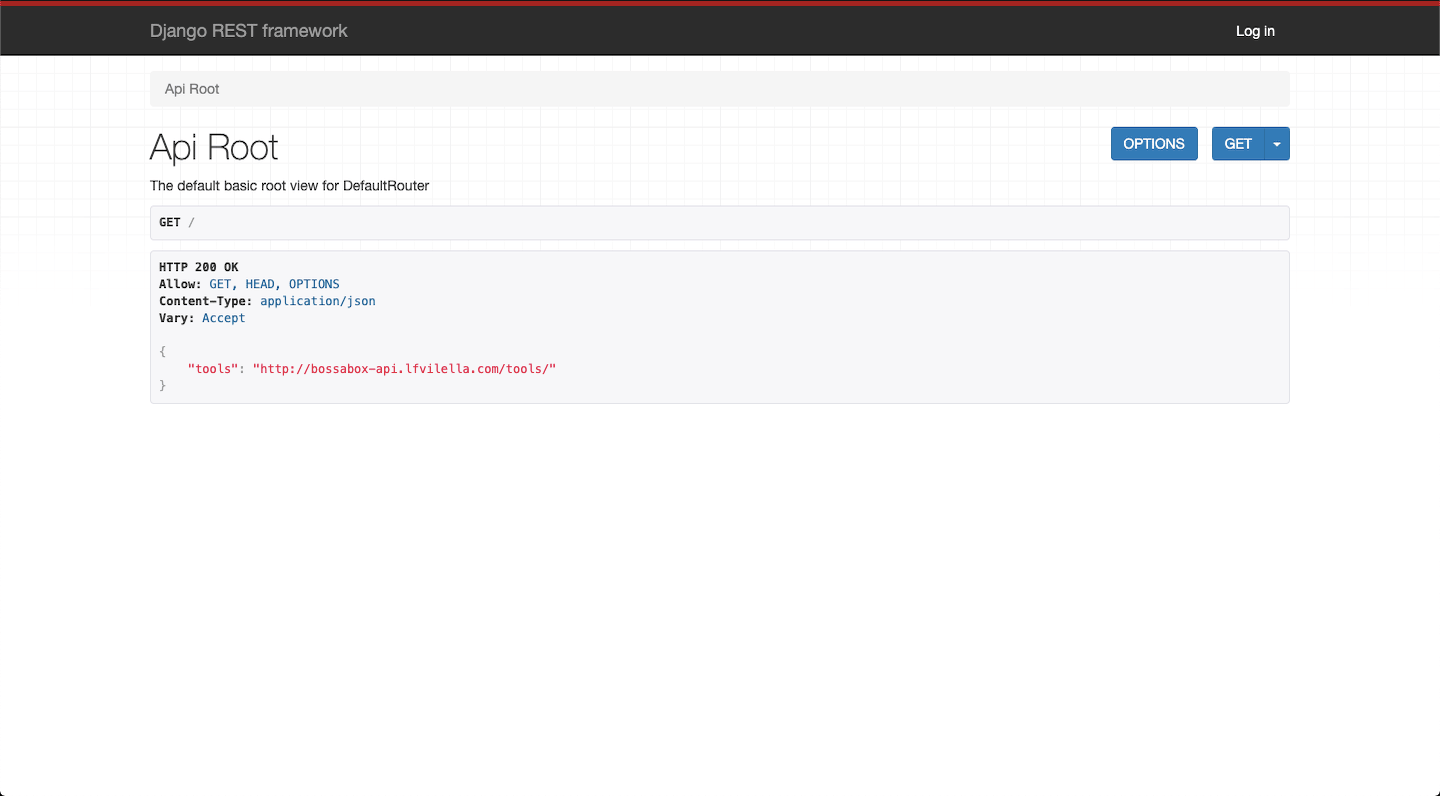 Django REST framework
Log in
Api Root
Api Root
OPTIONS
GET
The default basic root view for DefaultRouter
GET /
HTTP 200 OK
Allow: GET, HEAD, OPTIONS
Content-Type: application/json
Vary: Accept
{
    "tools": "http://bossabox-api.lfvilella.com/tools/"
}